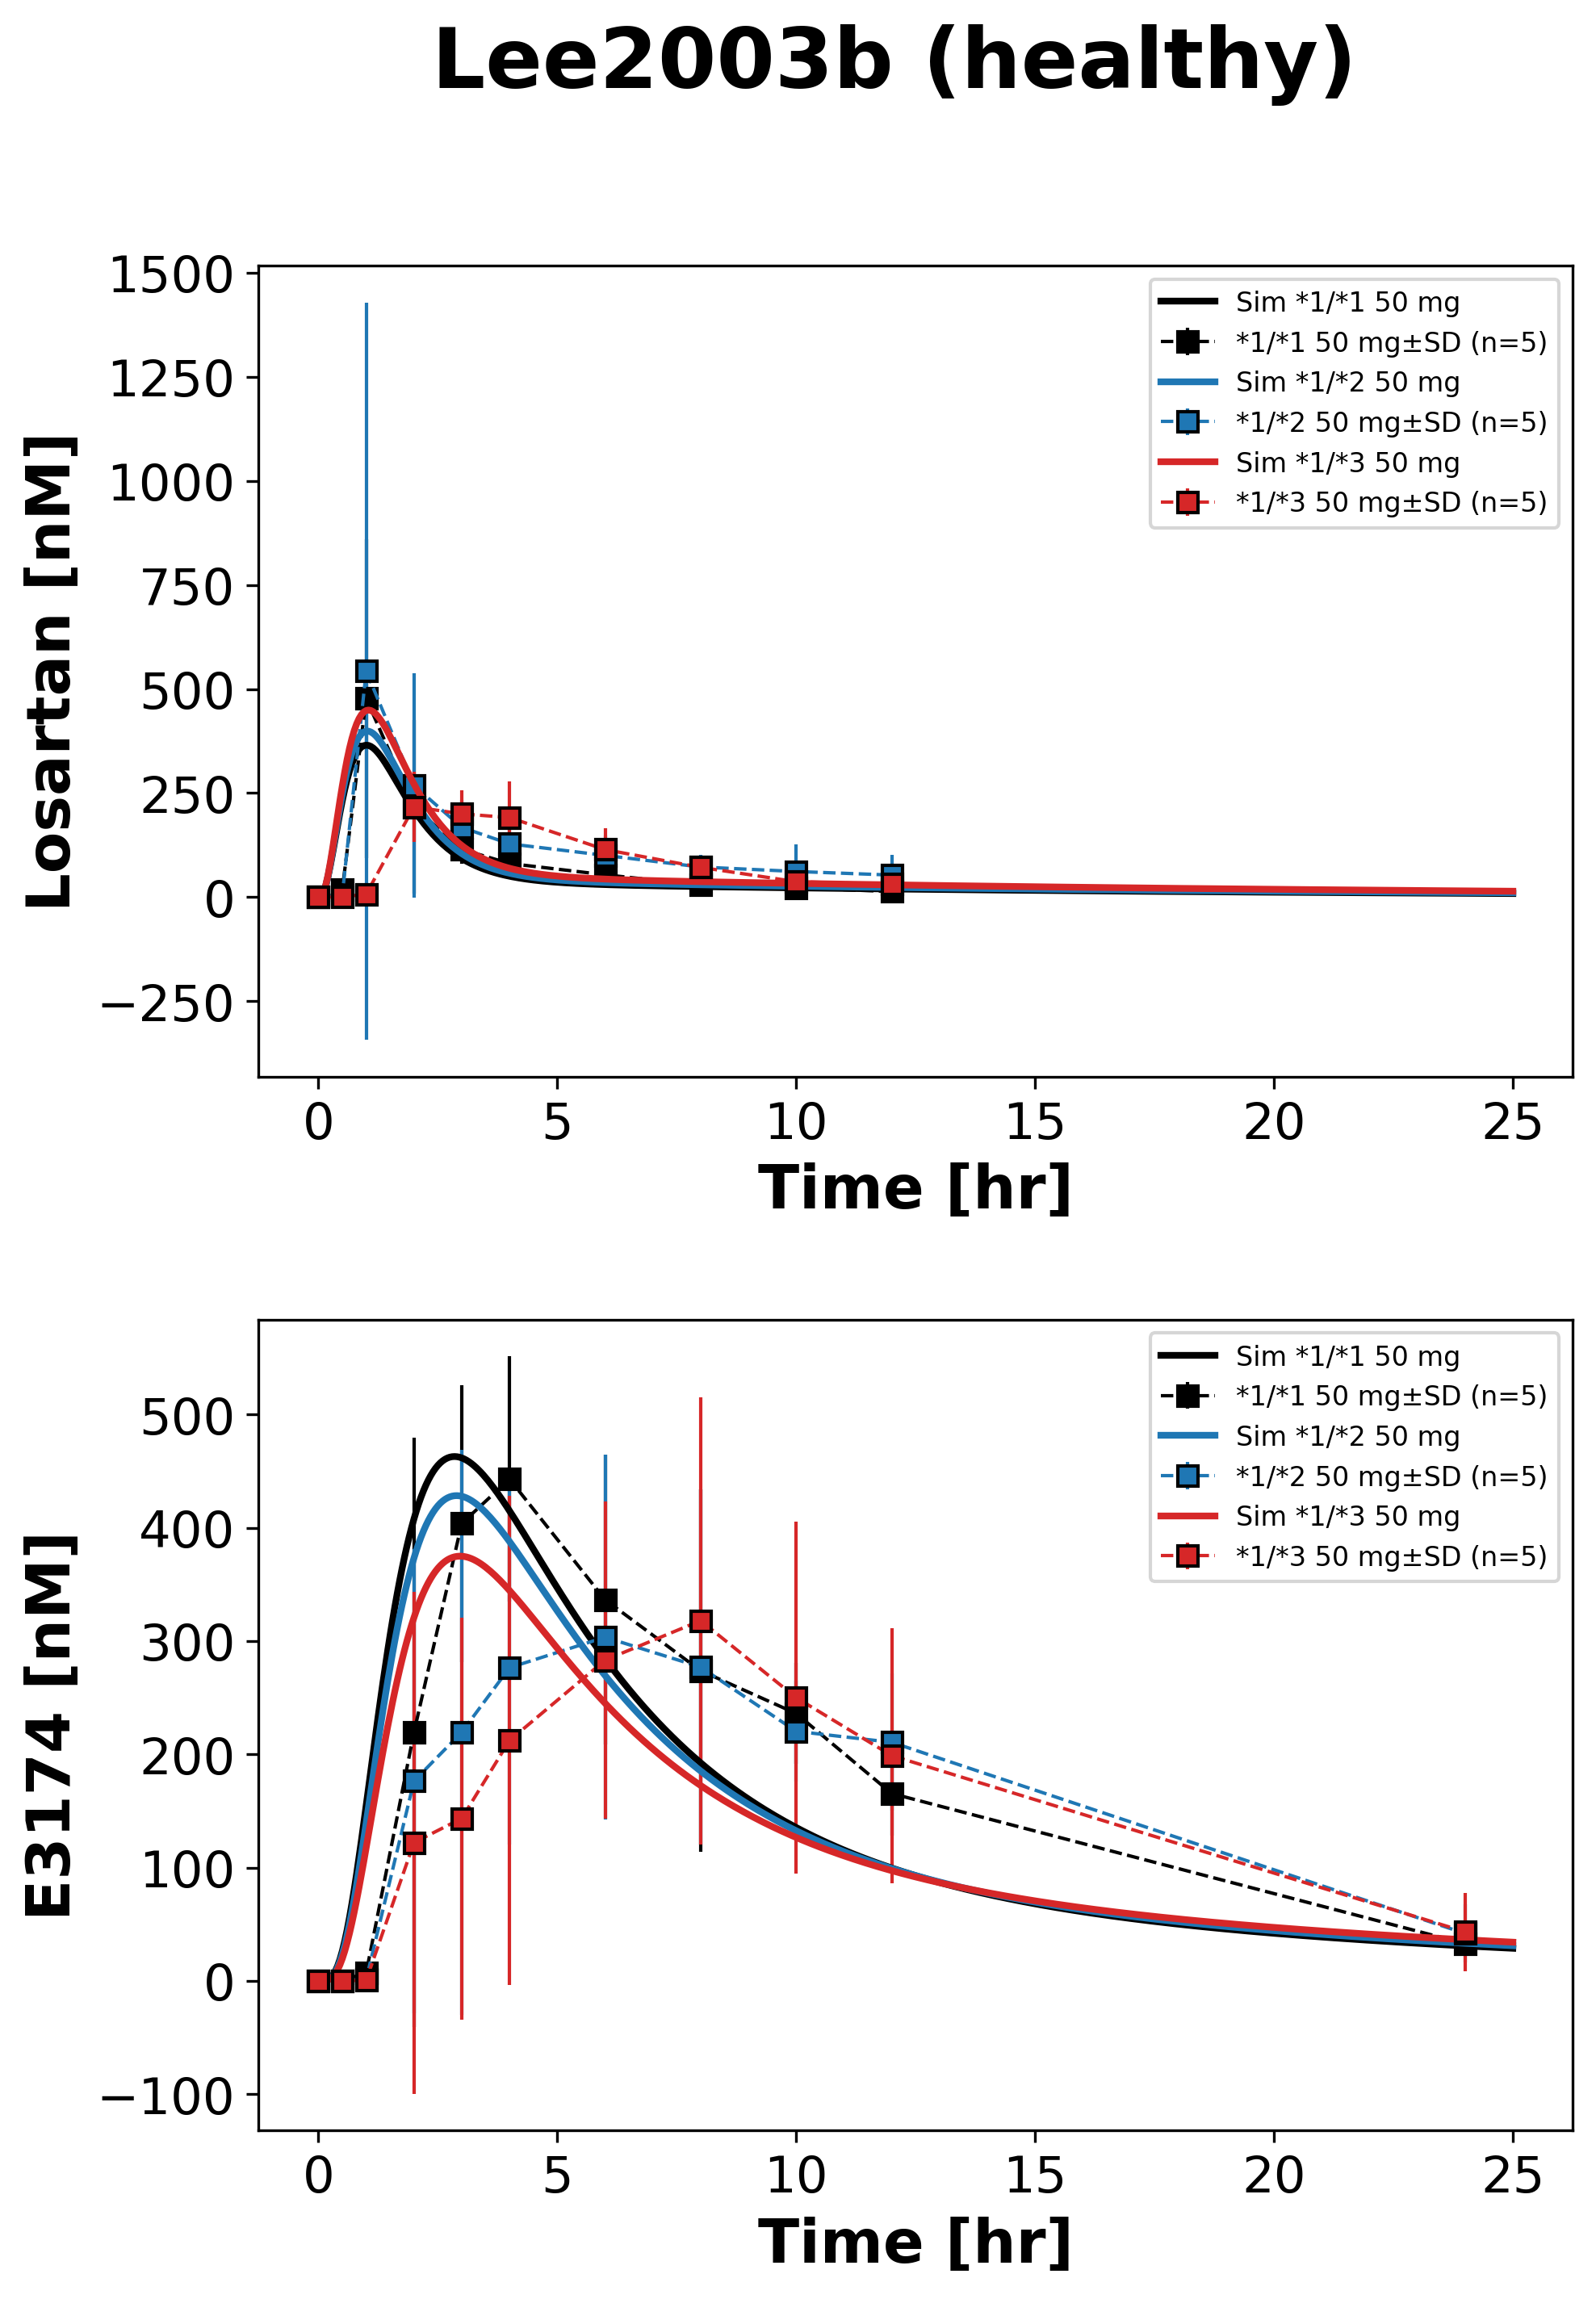 Lee2003b (healthy)
1500
1250
1000
750
500
250
0
−250
Losartan [nM]
Sim *1/*1 50 mg
*1/*1 50 mg±SD (n=5)
Sim *1/*2 50 mg
*1/*2 50 mg±SD (n=5)
Sim *1/*3 50 mg
*1/*3 50 mg±SD (n=5)
0 5 10 15 20 25
Time [hr]
500
400
300
200
100
0
−100
E3174 [nM]
Sim *1/*1 50 mg
*1/*1 50 mg±SD (n=5)
Sim *1/*2 50 mg
*1/*2 50 mg±SD (n=5)
Sim *1/*3 50 mg
*1/*3 50 mg±SD (n=5)
0 5 10 15 20 25
Time [hr]